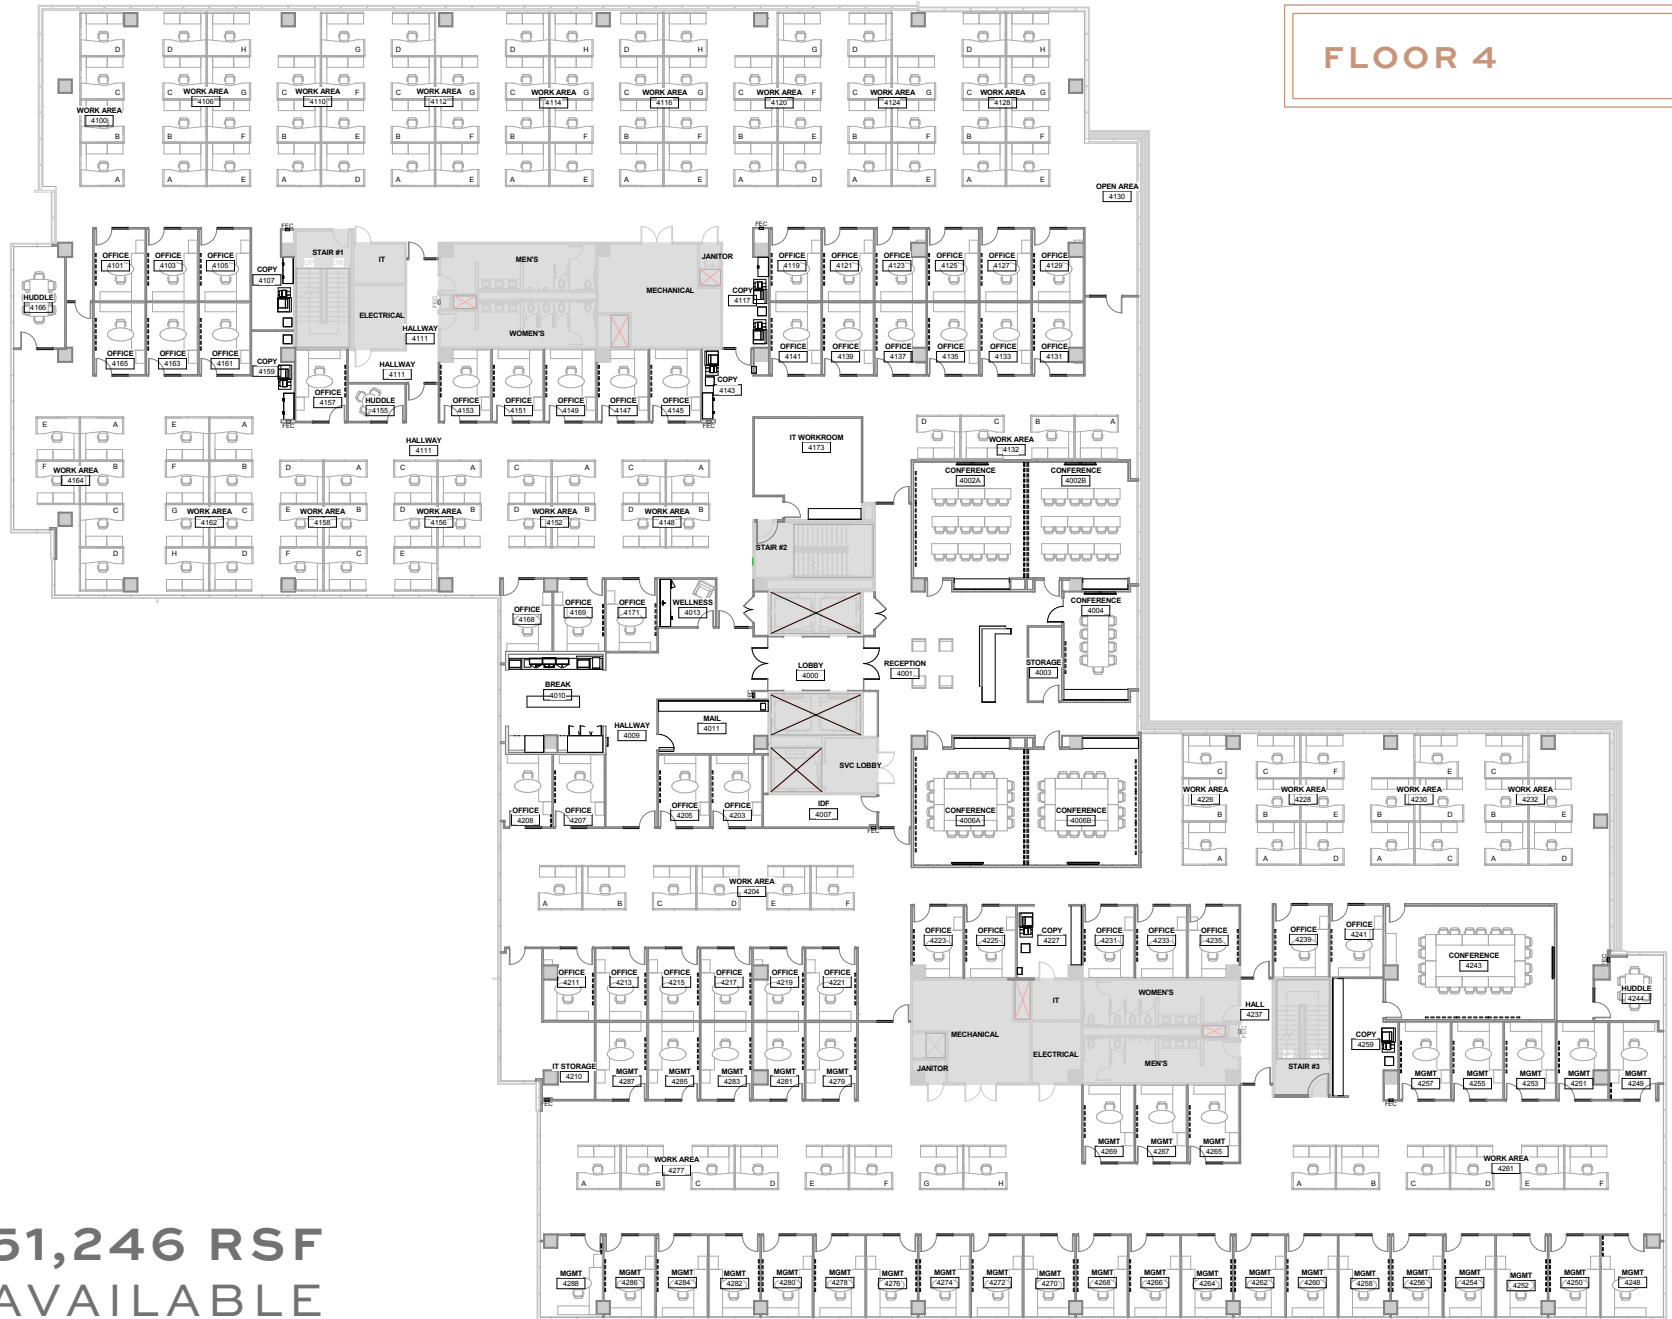 FLOOR 4
D
D H
G
D
D H
D H
G
D
D H
C
WORK AREA
4100
B
A
C WORK AREA G
4106
B F
A E
C WORK AREA F
4110
B E
A D
C WORK AREA G
4112
B F
A E
C WORK AREA G
4114
B F
A E
C WORK AREA G
4116
B F
A E
C WORK AREA F
4120
B E
A D
C WORK AREA G
4124
B F
A E
C WORK AREA G
4128
B F
A E
OPEN AREA
4130
OFFICE
4101
OFFICE
4103
OFFICE
4105
FEC
COPY
4107
STAIR #1
IT
MEN'S
JANITOR
MECHANICAL
FEC
COPY
4117
OFFICE
4119
OFFICE
4121
OFFICE
4123
OFFICE
4125
OFFICE
4127
OFFICE
4129
HUDDLE
4166
ELECTRICAL
FEC
HALLWAY
4111
WOMEN'S
OFFICE
4165
OFFICE
4163
OFFICE
4161
COPY
4159
HALLWAY
4111
OFFICE
4141
OFFICE
4139
OFFICE
4137
OFFICE
4135
OFFICE
4133
OFFICE
4131
OFFICE
4157
HUDDLE
4155
OFFICE
4153
OFFICE
4151
OFFICE
4149
OFFICE
4147
OFFICE
4145
COPY
4143
FEC
FEC
HALLWAY
4111
E A
F B
WORK AREA
4164
C
D
E A
F B
G WORK AREA C
4162
H D
D A
E WORK AREA B
4158
F C
C A
D WORK AREA B
4156
E
C A
D WORK AREA B
4152
C A
D WORK AREA B
4148
IT WORKROOM
4173
D C
B A
WORK AREA
4132
CONFERENCE
4002A
CONFERENCE
4002B
STAIR #2
OFFICE
4168
OFFICE
4169
OFFICE
4171
WELLNESS
4013
CONFERENCE
4004
BREAK
4010
LOBBY
4000
RECEPTION
4001
STORAGE
4003
HALLWAY
4009
MAIL
4011
SVC LOBBY
OFFICE
4208
OFFICE
4207
OFFICE
4205
OFFICE
4203
IDF
4007
FEC
CONFERENCE
4006A
CONFERENCE
4006B
C
WORK AREA
4226
B
A
C F
WORK AREA
4228
B E
A D
E
WORK AREA
4230
B D
A C
C
WORK AREA
4232
B E
A D
WORK AREA
4204
A B
C D
E F
OFFICE
4223
OFFICE
4225
COPY
4227
OFFICE
4231
OFFICE
4233
OFFICE
4235
OFFICE
4239
OFFICE
4241
CONFERENCE
4243
FEC
HUDDLE
4244
OFFICE
4211
OFFICE
4213
OFFICE
4215
OFFICE
4217
OFFICE
4219
OFFICE
4221
IT
WOMEN'S
HALL
4237
FEC
MECHANICAL
ELECTRICAL
MEN'S
JANITOR
STAIR #3
COPY
4259
FEC
IT STORAGE
4210
FEC
MGMT
4287
MGMT
4285
MGMT
4283
MGMT
4281
MGMT
4279
MGMT
4257
MGMT
4255
MGMT
4253
MGMT
4251
MGMT
4249
MGMT
4269
MGMT
4267
MGMT
4265
WORK AREA
4277
A B
C D
E F
G H
WORK AREA
4261
A B
C D
E F
51,246 RSF
AVAILABLE
MGMT
4288
MGMT
4286
MGMT
4284
MGMT
4282
MGMT
4280
MGMT
4278
MGMT
4276
MGMT
4274
MGMT
4272
MGMT
4270
MGMT
4268
MGMT
4266
MGMT
4264
MGMT
4262
MGMT
4260
MGMT
4258
MGMT
4256
MGMT
4254
MGMT
4252
MGMT
4250
MGMT
4248